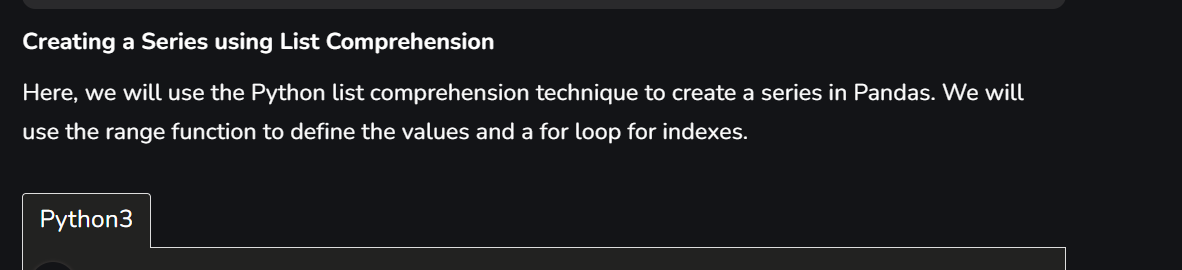 Creating a Series using List Comprehension
Here, we will use the Python list comprehension technique to create a series in Pandas. We will
use the range function to define the values and a for loop for indexes.
Python3